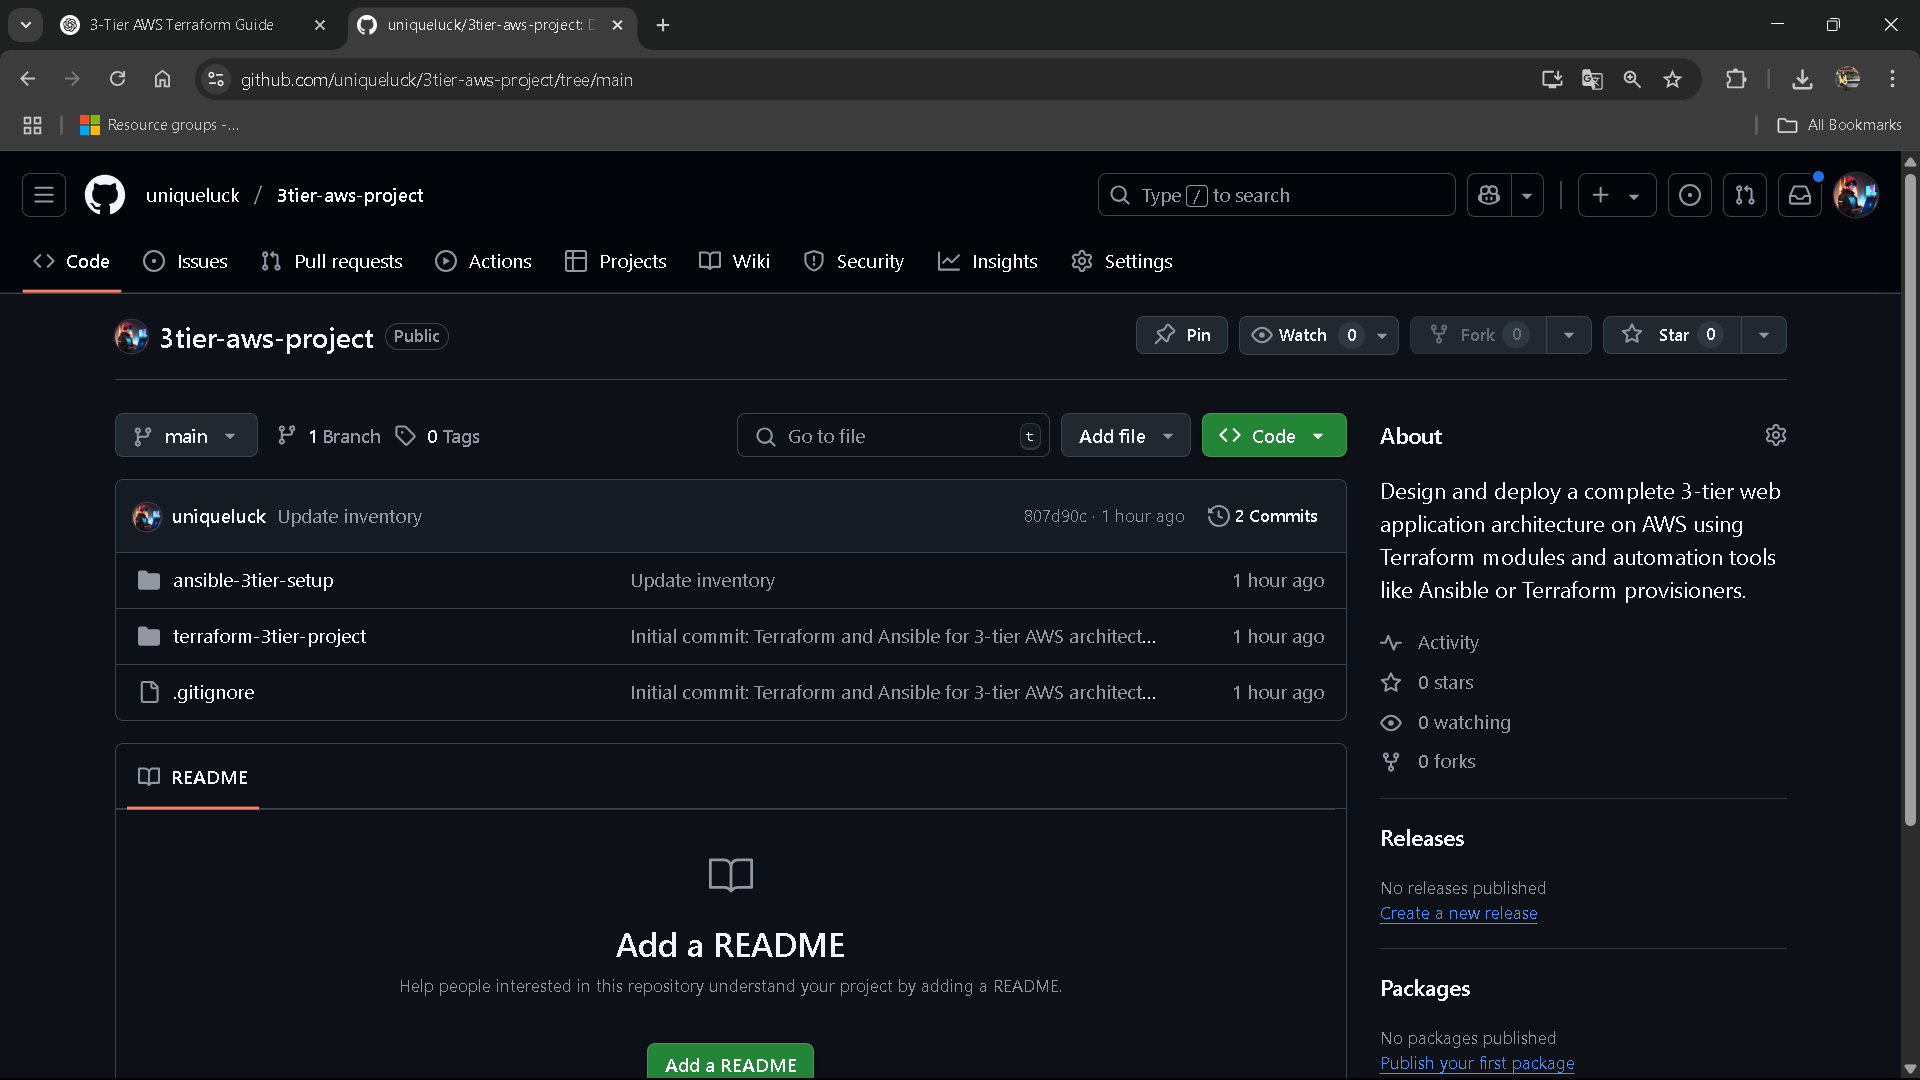 3-Tier AWS Terraform Guide
uniqueluck/3tier-aws-project:
github.com/uniqueluck/3tier-aws-project/tree/main
Resource groups -...
All Bookmarks
uniqueluck / 3tier-aws-project
Type / to search
Code
Issues
Pull requests
Actions
Projects
Wiki
Security
Insights
Settings
3tier-aws-project Public
Pin
Watch 0
Fork 0
Star 0
main
1 Branch
0 Tags
Go to file t
Add file
Code
uniqueluck Update inventory 807d90c · 1 hour ago 2 Commits
ansible-3tier-setup Update inventory 1 hour ago
terraform-3tier-project Initial commit: Terraform and Ansible for 3-tier AWS architect... 1 hour ago
.gitignore Initial commit: Terraform and Ansible for 3-tier AWS architect... 1 hour ago
README
Add a README
Help people interested in this repository understand your project by adding a README.
Add a README
About
Design and deploy a complete 3-tier web
application architecture on AWS using
Terraform modules and automation tools
like Ansible or Terraform provisioners.
Activity
0 stars
0 watching
0 forks
Releases
No releases published
Create a new release
Packages
No packages published
Publish your first package